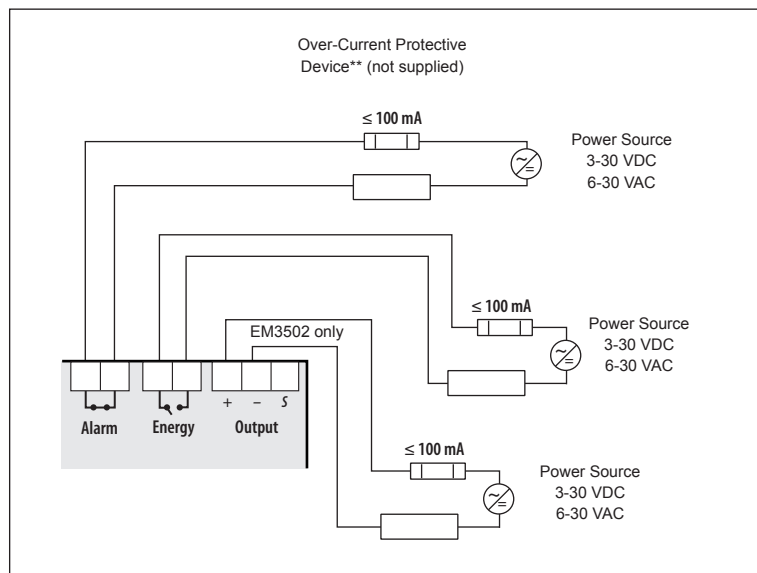 Over-Current Protective
Device** (not supplied)
≤ 100 mA
Power Source
3-30 VDC
6-30 VAC
≤ 100 mA
Power Source
3-30 VDC
6-30 VAC
EM3502 only
+ – S
Alarm Energy Output
≤ 100 mA
Power Source
3-30 VDC
6-30 VAC